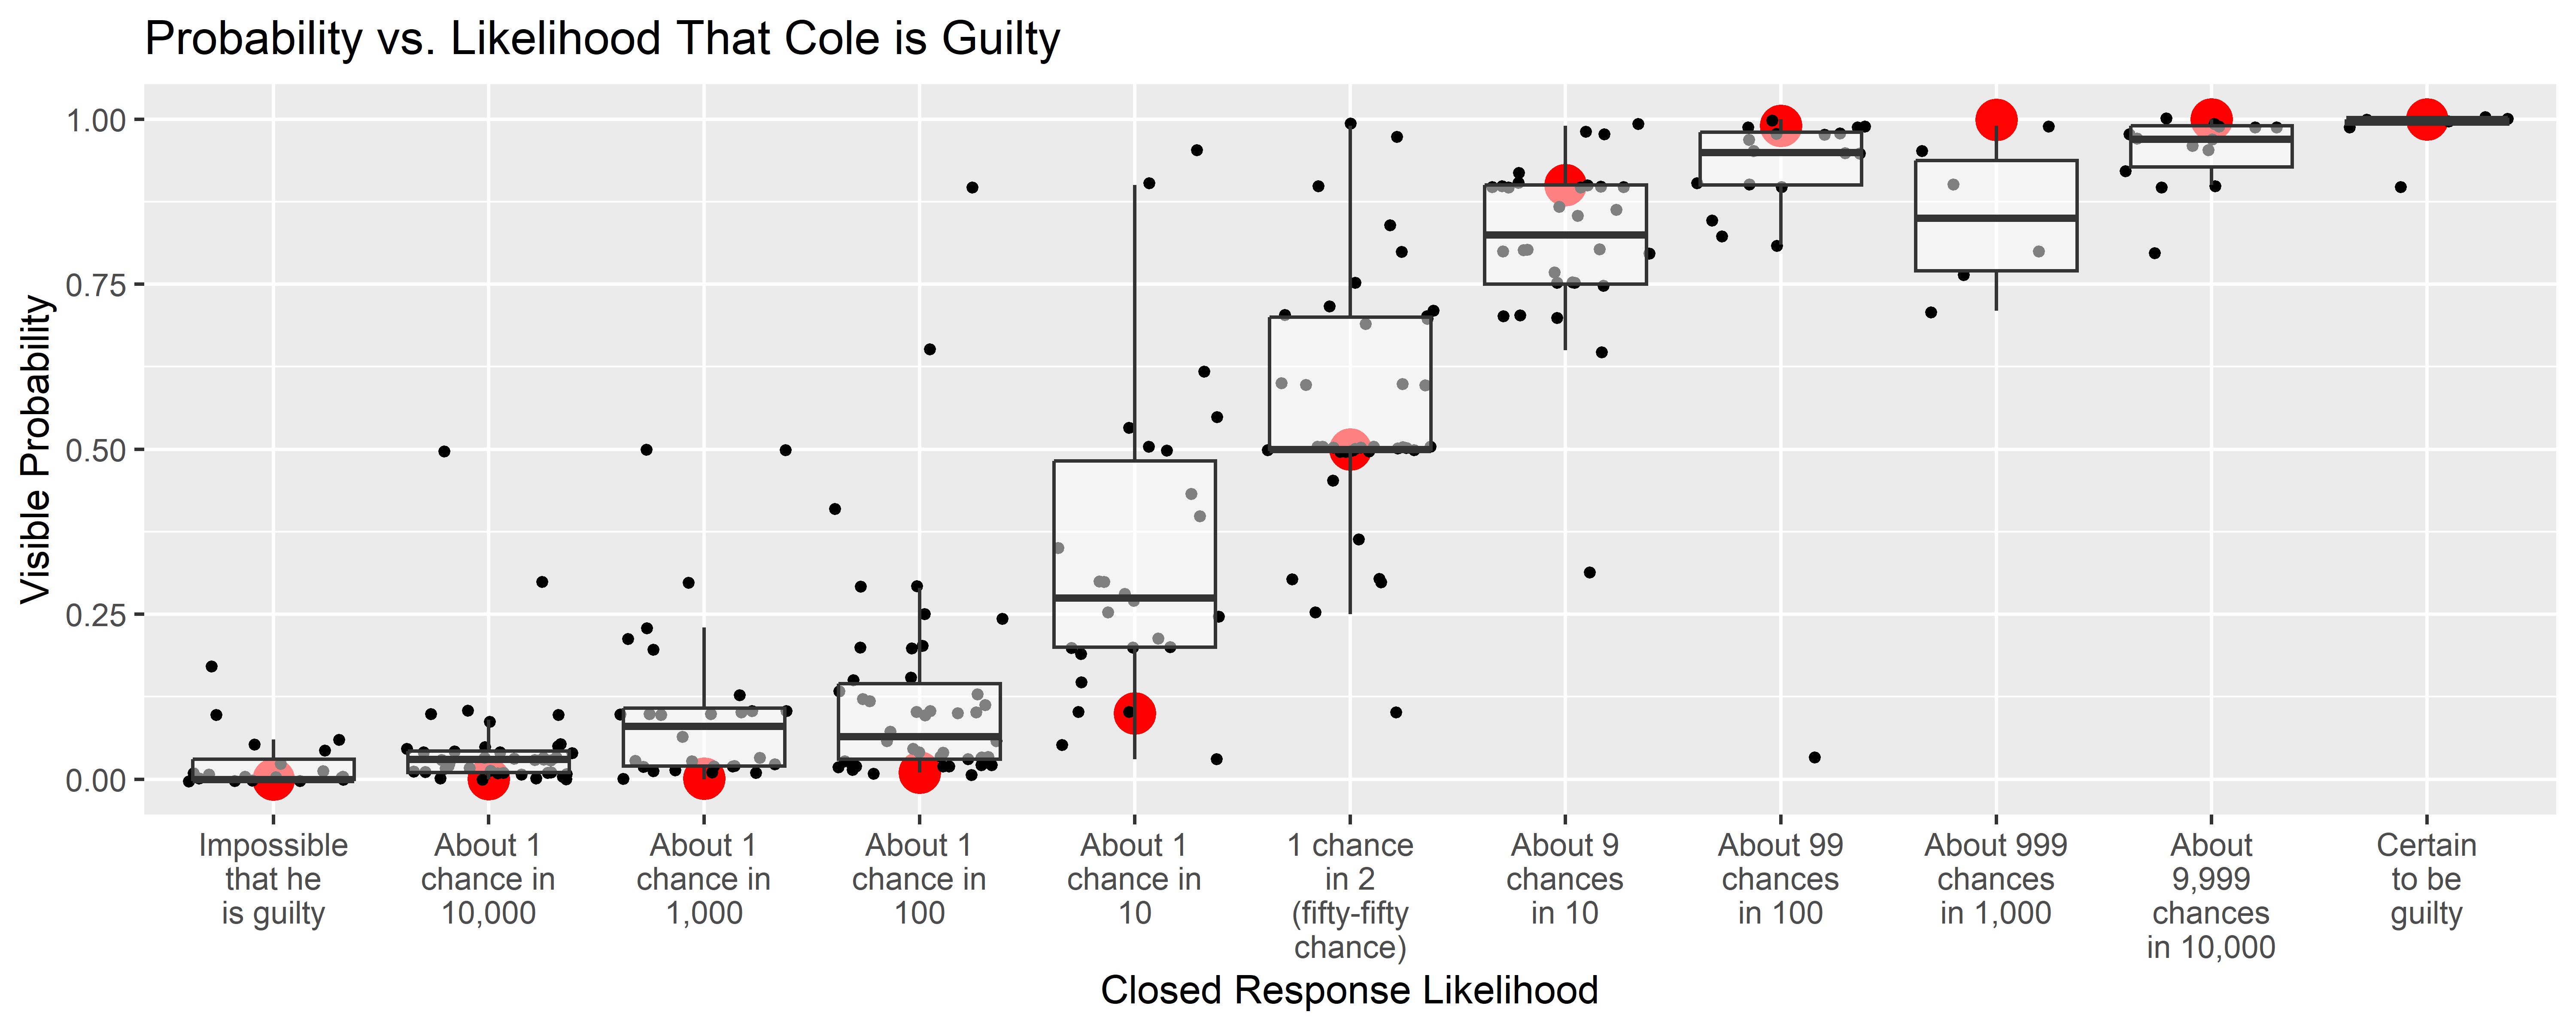 Probability vs. Likelihood That Cole is Guilty
Visible Probability
1.00
0.75
0.50
0.25
0.00
Impossible
that he
is guilty
About 1
chance in
10,000
About 1
chance in
1,000
About 1
chance in
100
About 1
chance in
10
1 chance
in 2
(fifty-fifty
chance)
About 9
chances
in 10
About 99
chances
in 100
About 999
chances
in 1,000
About
9,999
chances
in 10,000
Certain
to be
guilty
Closed Response Likelihood